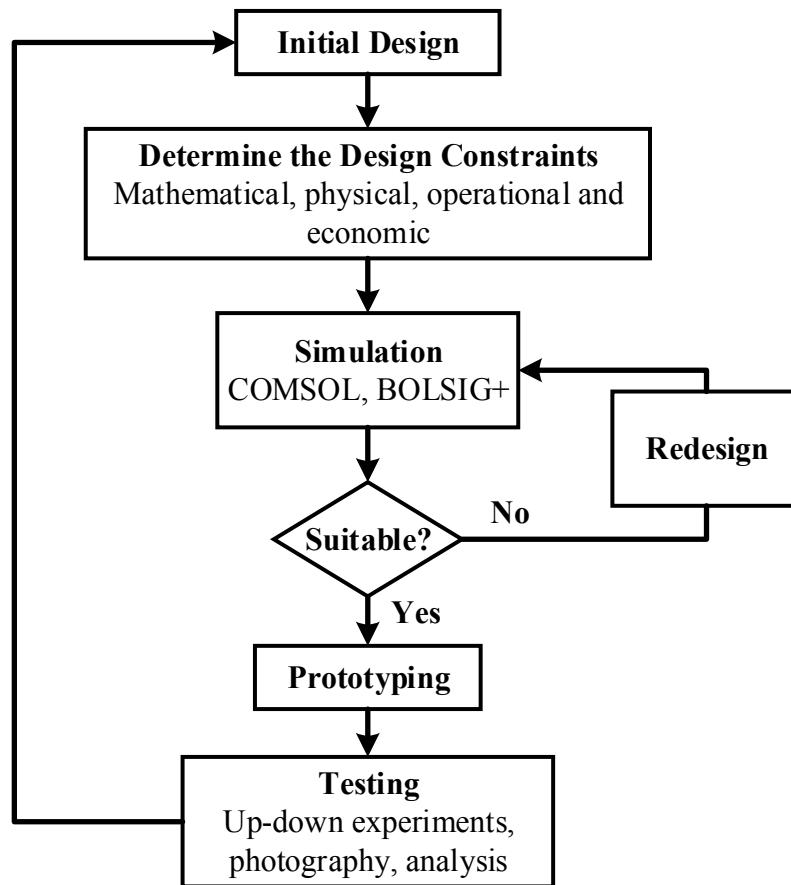 Initial Design
Determine the Design Constraints
Mathematical, physical, operational and
economic
Simulation
COMSOL, BOLSIG+
Redesign
Suitable?
No
Yes
Prototyping
Testing
Up-down experiments,
photography, analysis